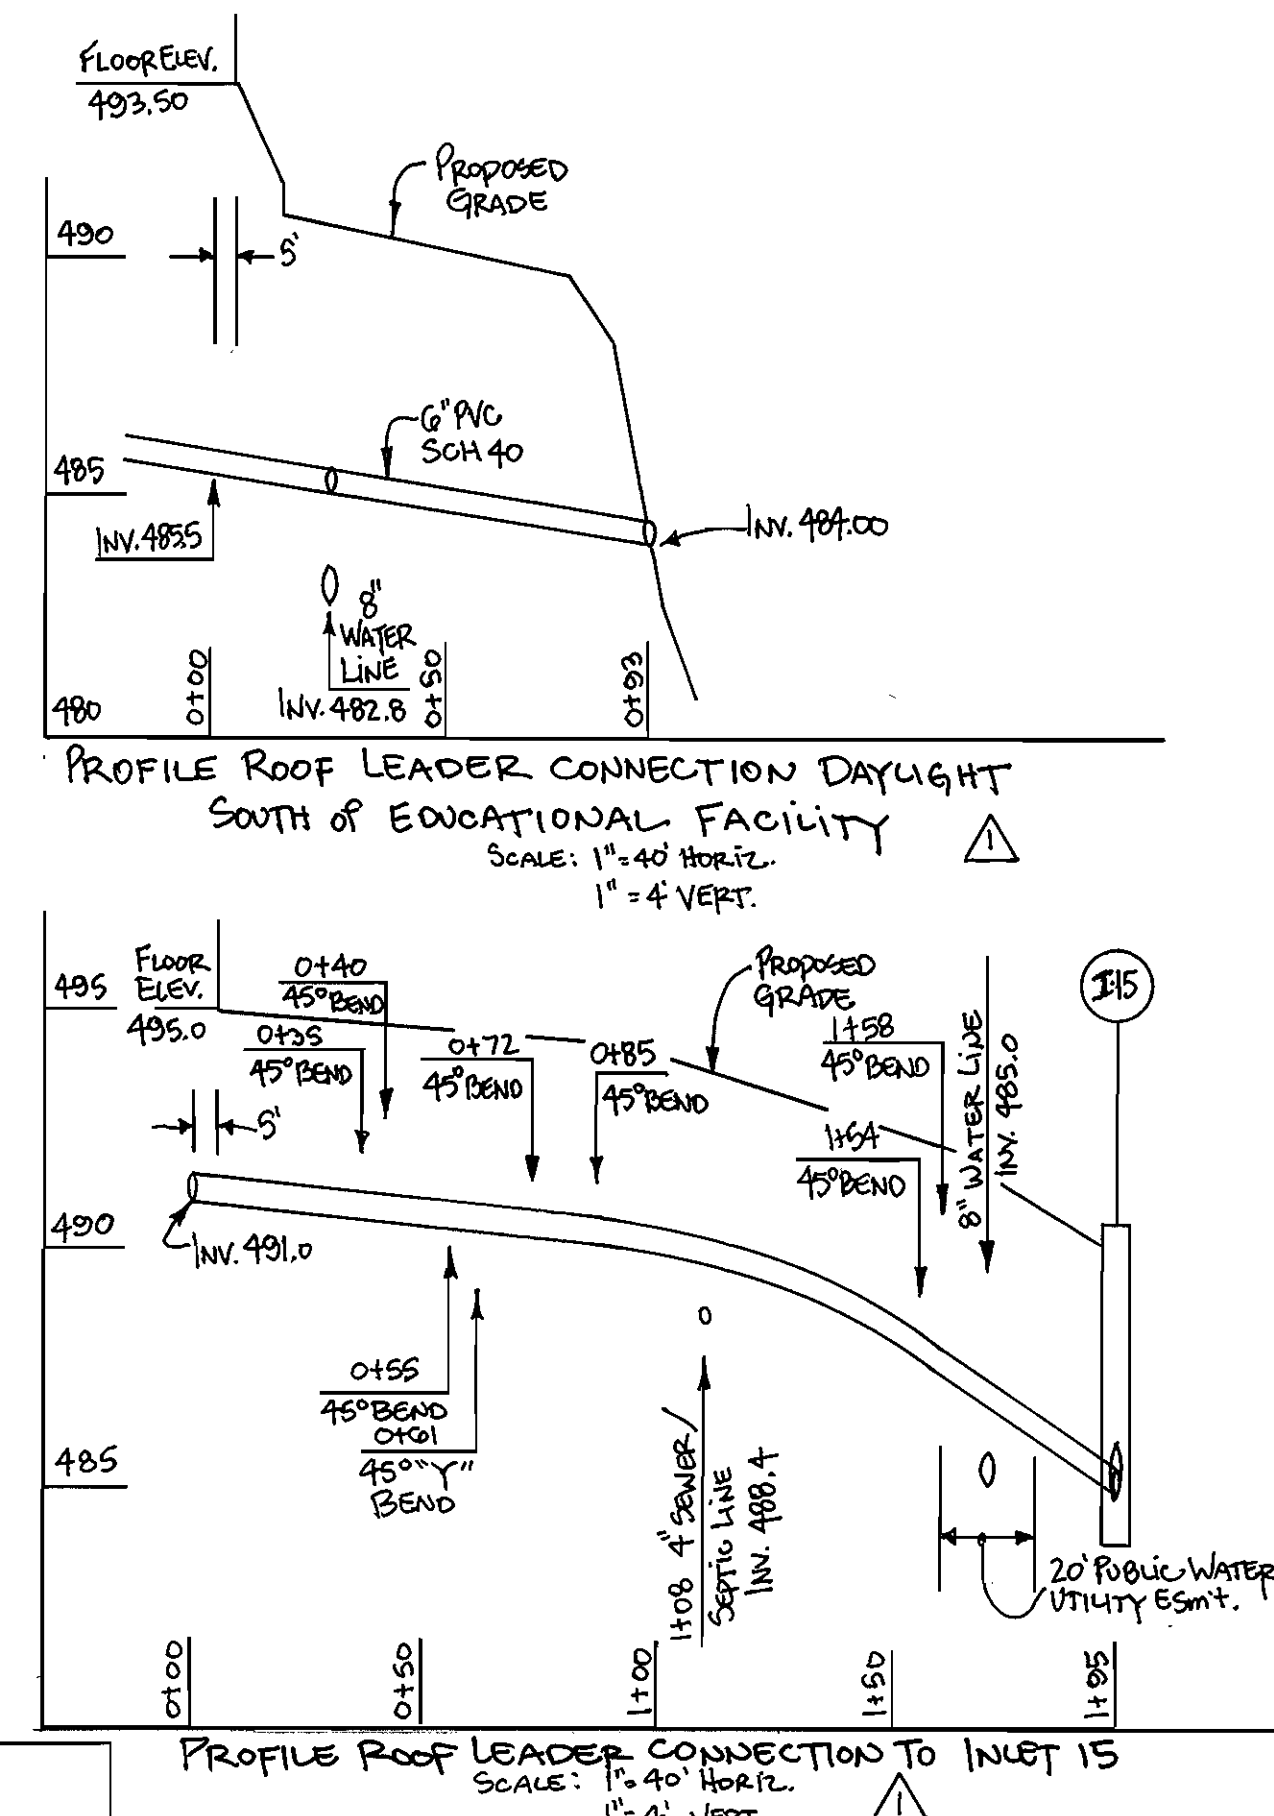 FLOOR ELEV.
493.50
PROPOSED
GRADE
490
5'
6" PVC
SCH 40
485
INV. 485.5
INV. 484.00
8"
WATER
LINE
INV. 482.8
480
0+00
0+50
0+93
PROFILE ROOF LEADER CONNECTION DAYLIGHT
SOUTH of EDUCATIONAL FACILITY
1
SCALE: 1"=40' HORIZ.
1"=4' VERT.
495
FLOOR
ELEV.
495.0
0+40
45° BEND
0+35
45° BEND
0+72
45°
BEND
0+85
45° BEND
PROPOSED
GRADE
1+58
45° BEND
1+54
45° BEND
8" WATER LINE
INV. 485.0
I-15
5'
490
INV. 491.0
0+55
45° BEND
0+61
45° "Y"
BEND
485
1+08 4" SEWER/
SEPTIC LINE
INV. 488.4
20' PUBLIC WATER
UTILITY ESm't.
0+00
0+50
1+00
1+50
1+95
PROFILE ROOF LEADER CONNECTION TO INLET 15
SCALE: 1"=40' HORIZ.
1"=4' VERT
1